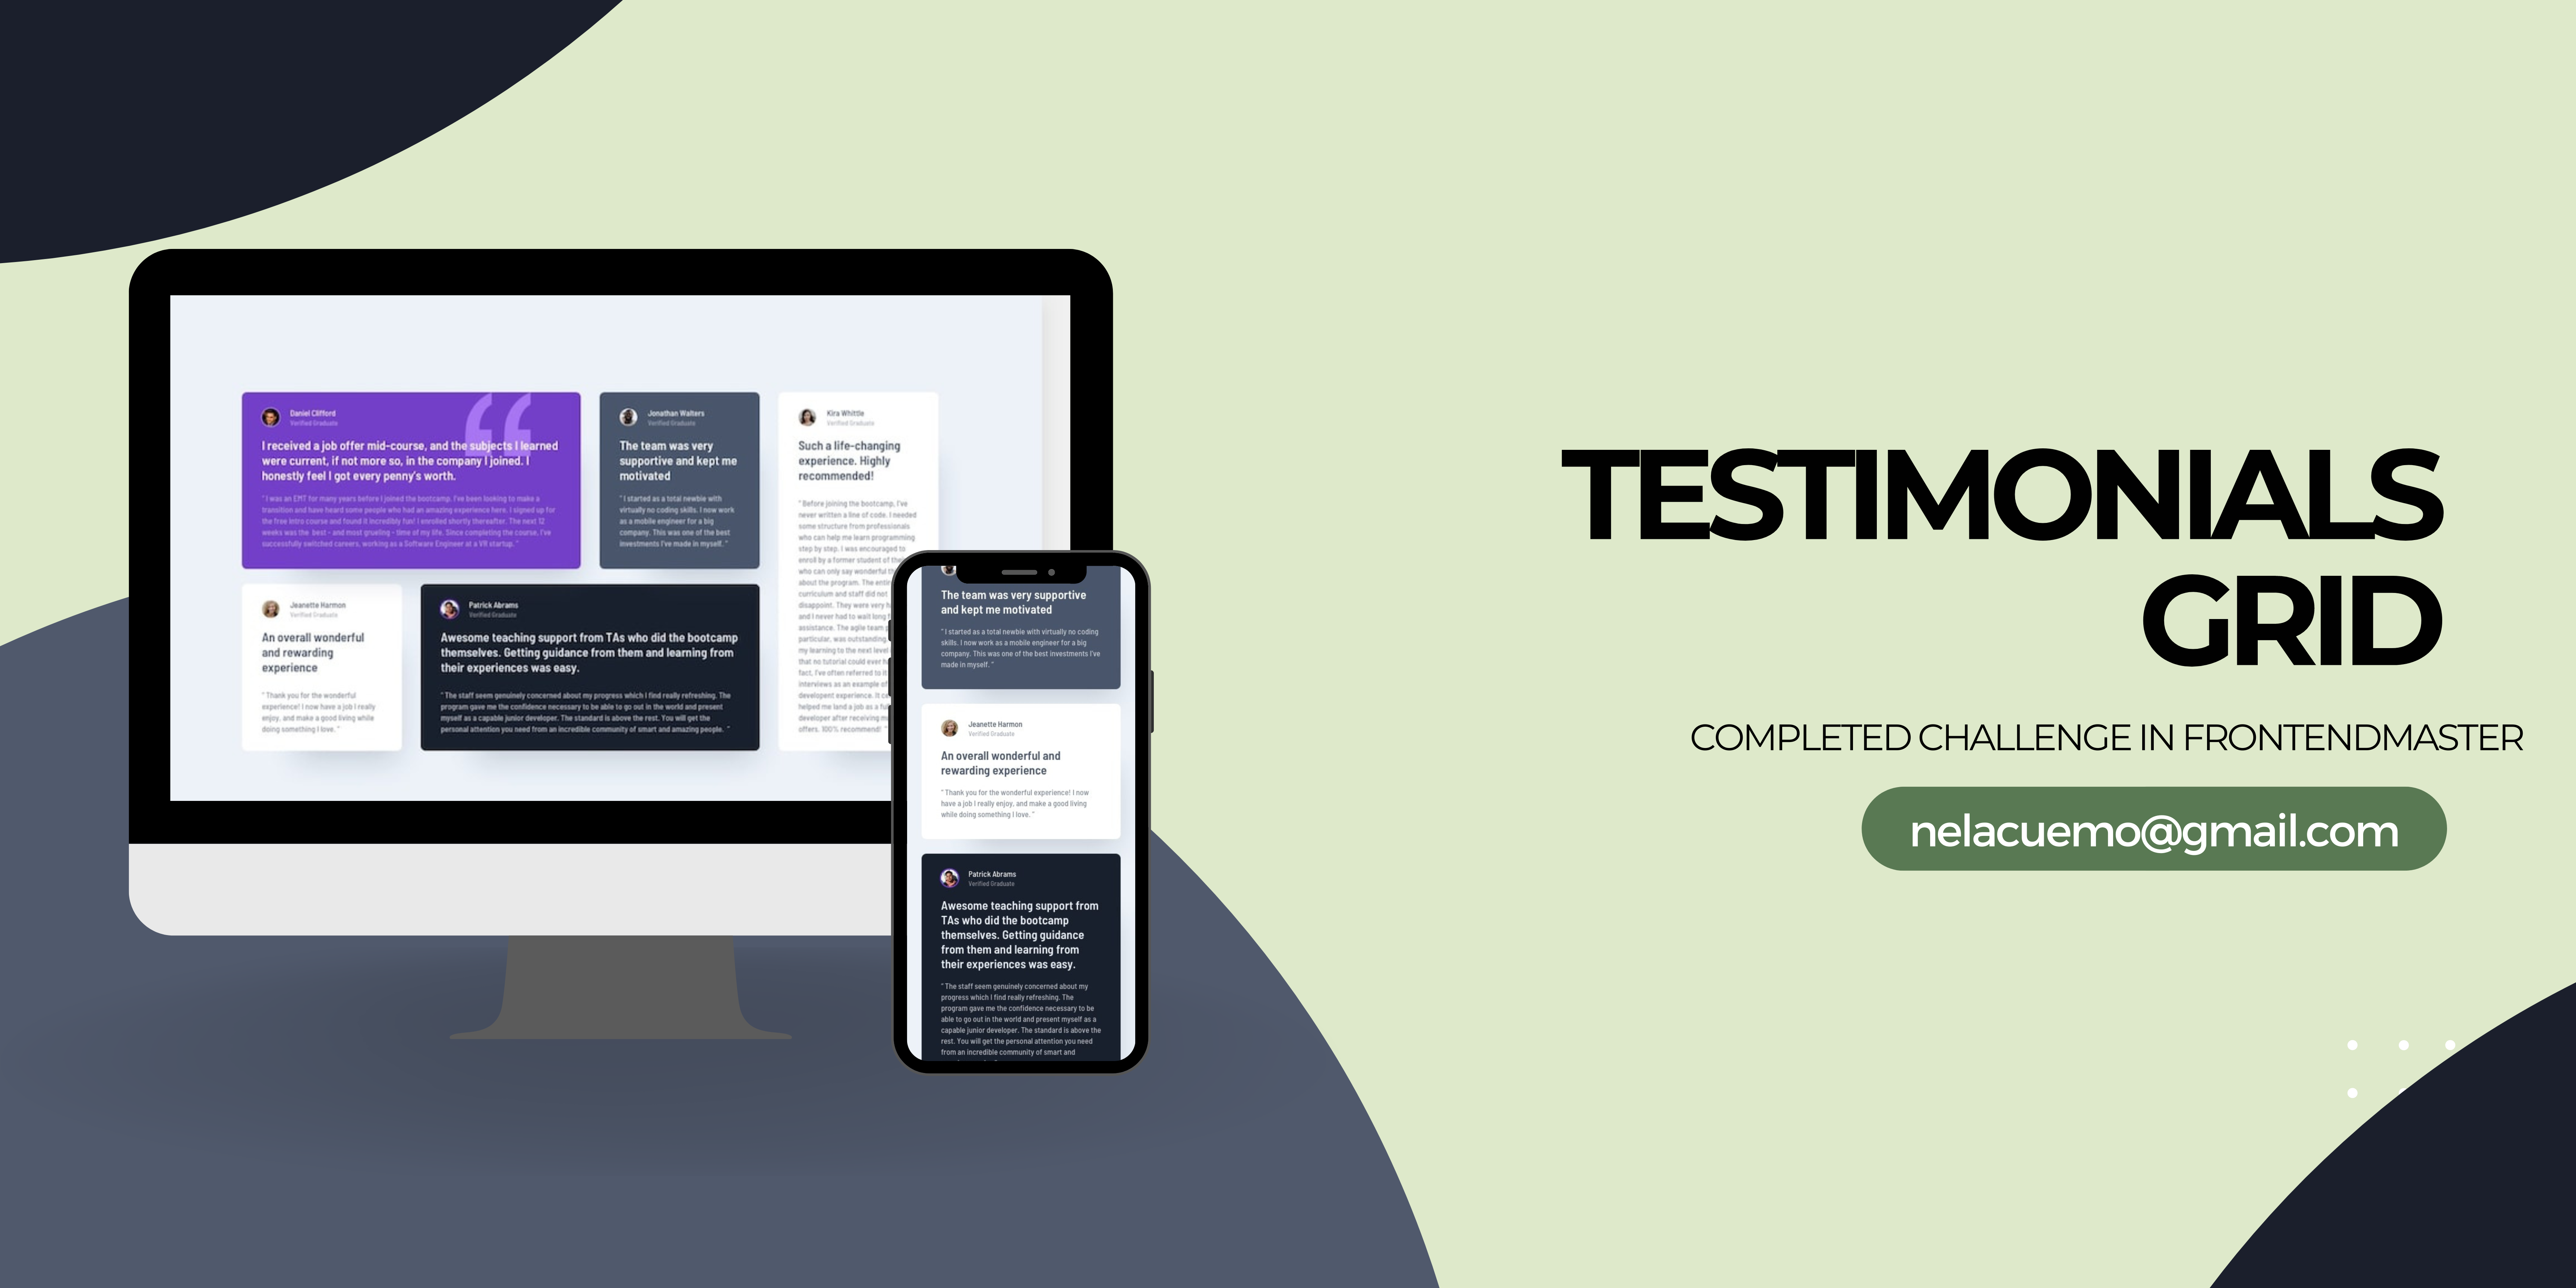 Daniel Clifford
Verified Graduate
I received a job offer mid-course, and the subjects I learned
were current, if not more so, in the company I joined. I
honestly feel I got every penny's worth.
" I was an EMT for many years before I joined the bootcamp. I've been looking to make a
transition and have heard some people who had an amazing experience here. I signed up for
the free intro course and found it incredibly fun! I enrolled shortly thereafter. The next 12
weeks was the best - and most grueling - time of my life. Since completing the course, I've
successfully switched careers, working as a Software Engineer at a VR startup. "
Jonathan Walters
Verified Graduate
The team was very
supportive and kept me
motivated
" I started as a total newbie with
virtually no coding skills. I now work
as a mobile engineer for a big
company. This was one of the best
investments I've made in myself. "
Kira Whittle
Verified Graduate
Such a life-changing
experience. Highly
recommended!
" Before joining the bootcamp, I've
never written a line of code. I needed
some structure from professionals
who can help me learn programming
step by step. I was encouraged to
enroll by a former student of their
who can only say wonderful th
about the program. The entir
curriculum and staff did not
disappoint. They were very h
and I never had to wait long f
assistance. The agile team p
particular, was outstanding.
my learning to the next level
that no tutorial could ever h
fact, I've often referred to it
interviews as an example of
developent experience. It ce
helped me land a job as a ful
developer after receiving mu
offers. 100% recommend! "
Jeanette Harmon
Verified Graduate
An overall wonderful
and rewarding
experience
" Thank you for the wonderful
experience! I now have a job I really
enjoy, and make a good living while
doing something I love. "
Patrick Abrams
Verified Graduate
Awesome teaching support from TAs who did the bootcamp
themselves. Getting guidance from them and learning from
their experiences was easy.
" The staff seem genuinely concerned about my progress which I find really refreshing. The
program gave me the confidence necessary to be able to go out in the world and present
myself as a capable junior developer. The standard is above the rest. You will get the
personal attention you need from an incredible community of smart and amazing people. "
The team was very supportive
and kept me motivated
" I started as a total newbie with virtually no coding
skills. I now work as a mobile engineer for a big
company. This was one of the best investments I've
made in myself. "
Jeanette Harmon
Verified Graduate
An overall wonderful and
rewarding experience
" Thank you for the wonderful experience! I now
have a job I really enjoy, and make a good living
while doing something I love. "
Patrick Abrams
Verified Graduate
Awesome teaching support from
TAs who did the bootcamp
themselves. Getting guidance
from them and learning from
their experiences was easy.
" The staff seem genuinely concerned about my
progress which I find really refreshing. The
program gave me the confidence necessary to be
able to go out in the world and present myself as a
capable junior developer. The standard is above the
rest. You will get the personal attention you need
from an incredible community of smart and
TESTIMONIALS
GRID
COMPLETED CHALLENGE IN FRONTENDMASTER
nelacuemo@gmail.com